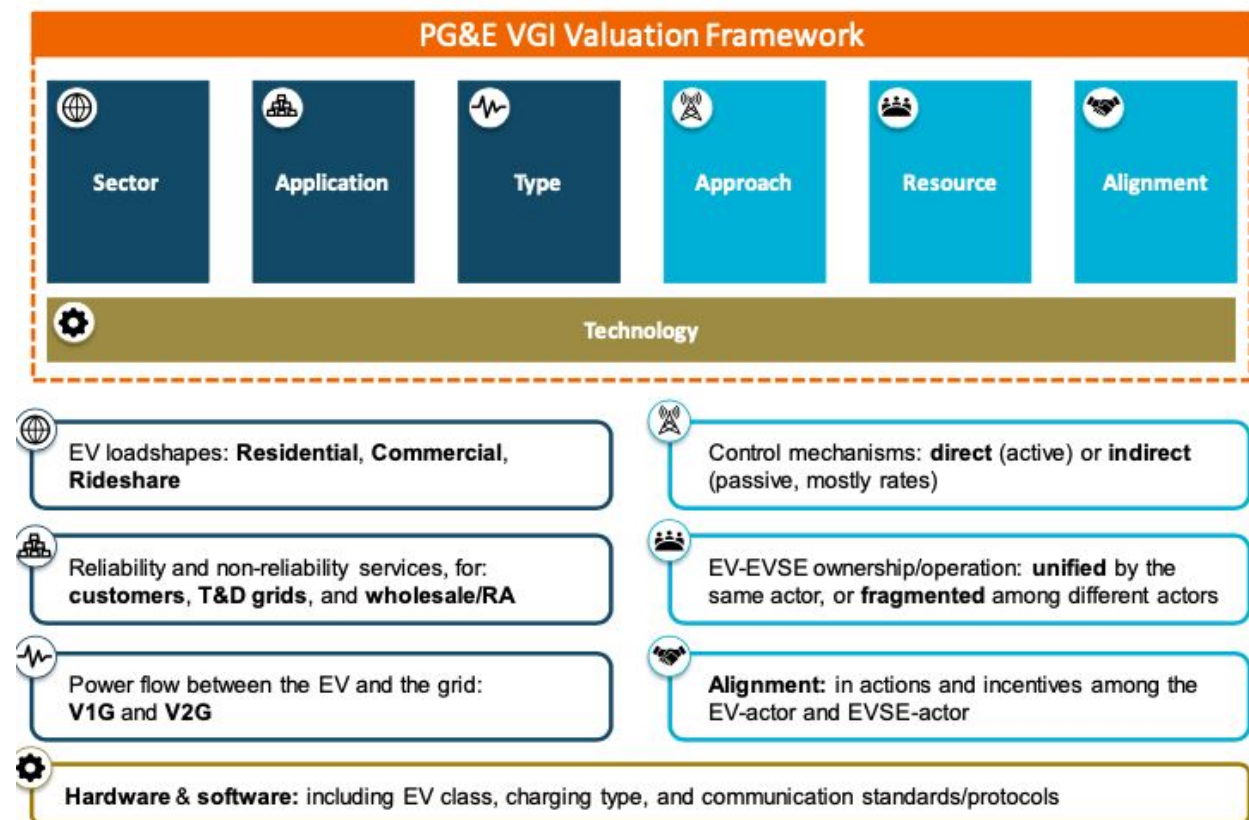 PG&E VGI Valuation Framework
Sector
Application
Type
Approach
Resource
Alignment
Technology
EV loadshapes: Residential, Commercial,
Rideshare
Control mechanisms: direct (active) or indirect
(passive, mostly rates)
Reliability and non-reliability services, for:
customers, T&D grids, and wholesale/RA
EV-EVSE ownership/operation: unified by the
same actor, or fragmented among different actors
Power flow between the EV and the grid:
V1G and V2G
Alignment: in actions and incentives among the
EV-actor and EVSE-actor
Hardware & software: including EV class, charging type, and communication standards/protocols